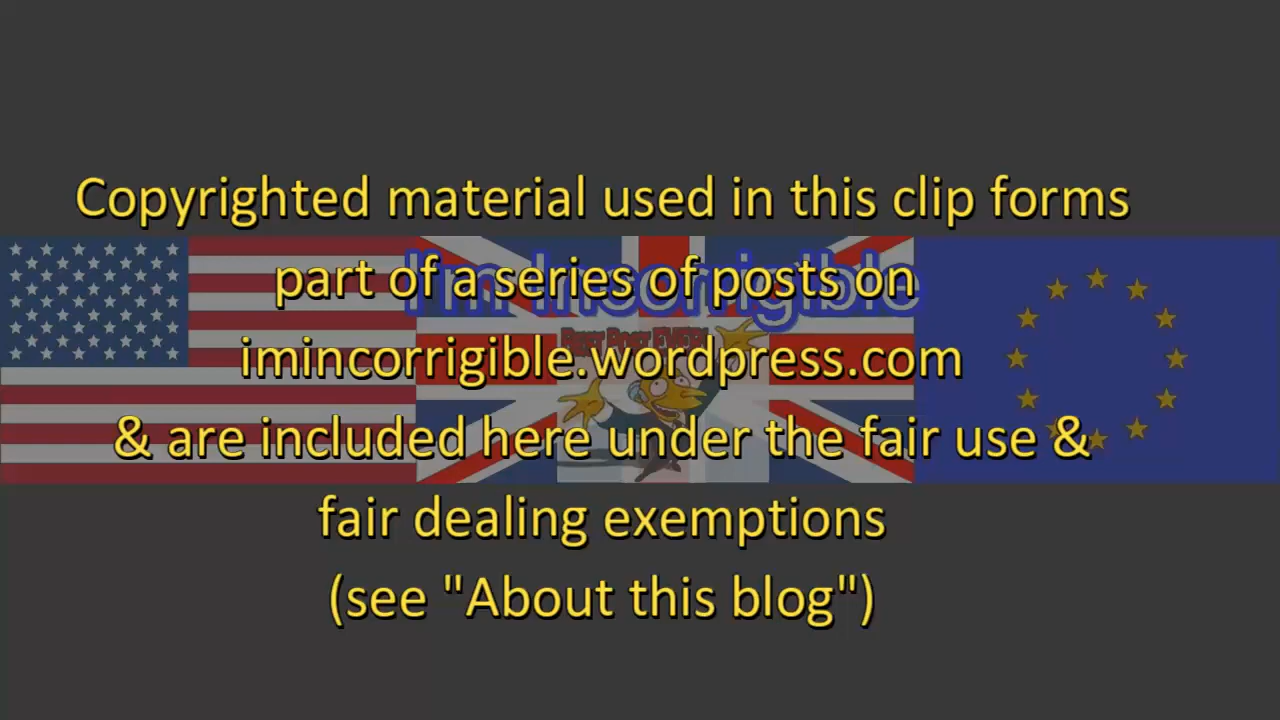 Copyrighted material used in this clip forms
part of a series of posts on
I'm Incorrigible
imincorrigible.wordpress.com
& are included here under the fair use &
fair dealing exemptions
(see "About this blog")